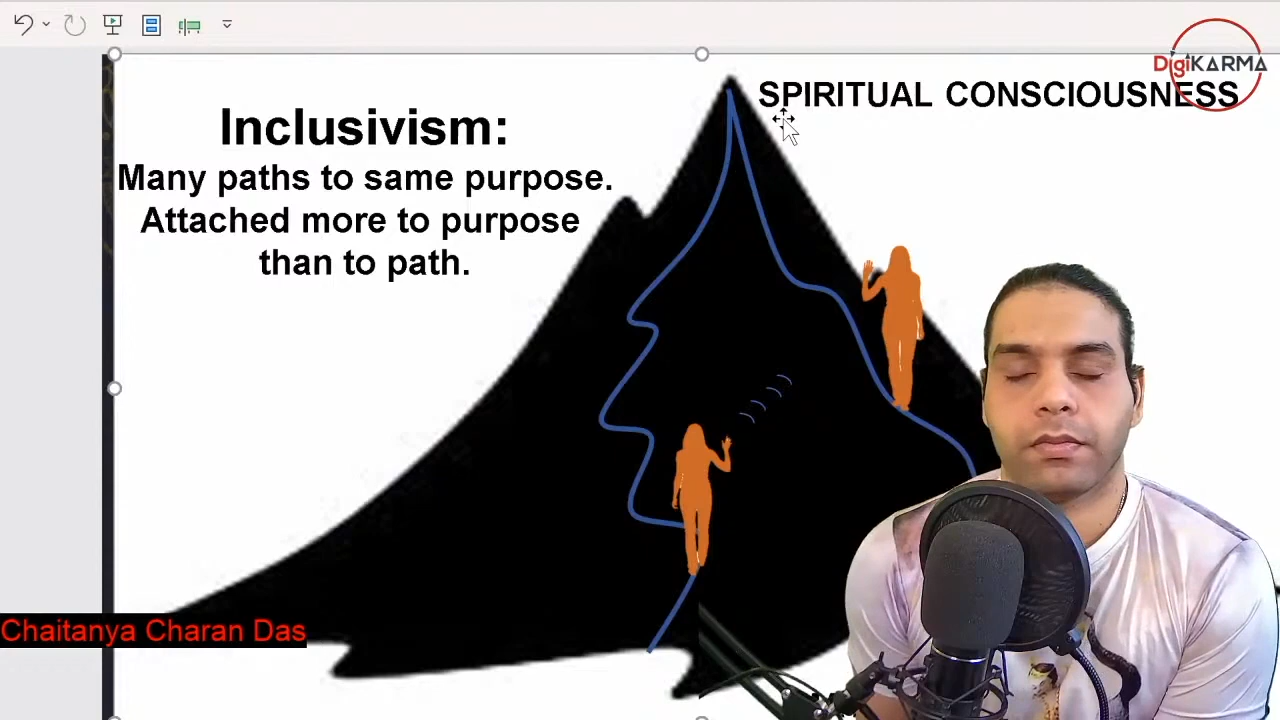 DigiKARMA
SPIRITUAL CONSCIOUSNESS
Inclusivism:
Many paths to same purpose.
Attached more to purpose
than to path.
Chaitanya Charan Das